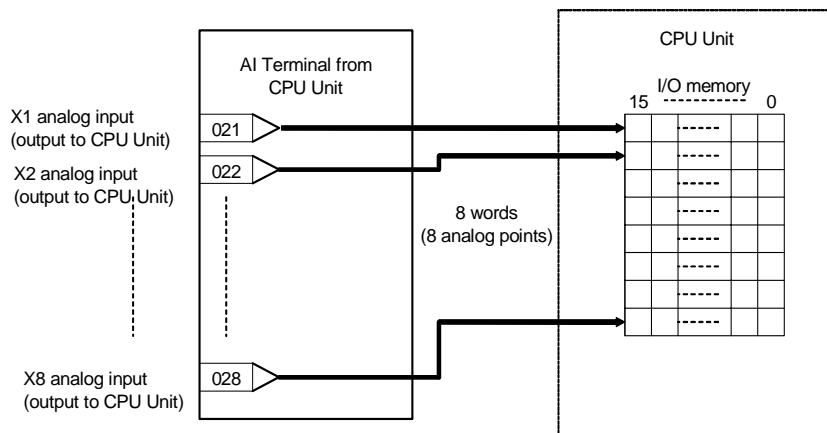 CPU Unit
AI Terminal from
CPU Unit
I/O memory
15
0
X1 analog input
(output to CPU Unit)
021
X2 analog input
(output to CPU Unit)
022
8 words
(8 analog points)
X8 analog input
(output to CPU Unit)
028